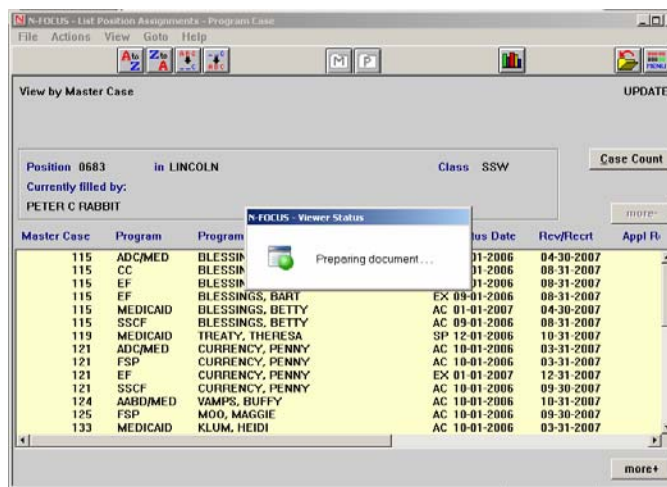 N-FOCUS - List Position Assignments - Program Case
File Actions View Goto Help
View by Master Case UPDATE
Position 0683 in LINCOLN Class SSW Case Count
Currently filled by:
PETER C RABBIT more-
N-FOCUS - Viewer Status
Preparing document...
Master Case Program Program us Date Rev/Recrt Appl R
115 ADC/MED BLESSIN 01-2006 04-30-2007
115 CC BLESSIN 01-2006 08-31-2007
115 EF BLESSIN 01-2006 08-31-2007
115 EF BLESSINGS, BART EX 09-01-2006 08-31-2007
115 MEDICAID BLESSINGS, BETTY AC 01-01-2007 04-30-2007
115 SSCF BLESSINGS, BETTY AC 09-01-2006 08-31-2007
119 MEDICAID TREATY, THERESA SP 12-01-2006 10-31-2007
121 ADC/MED CURRENCY, PENNY AC 10-01-2006 03-31-2007
121 FSP CURRENCY, PENNY AC 10-01-2006 03-31-2007
121 EF CURRENCY, PENNY EX 01-01-2007 12-31-2007
121 SSCF CURRENCY, PENNY AC 10-01-2006 09-30-2007
124 AABD/MED VAMPS, BUFFY AC 10-01-2006 10-31-2007
125 FSP MOO, MAGGIE AC 10-01-2006 09-30-2007
133 MEDICAID KLUM, HEIDI AC 10-01-2006 03-31-2007
more+